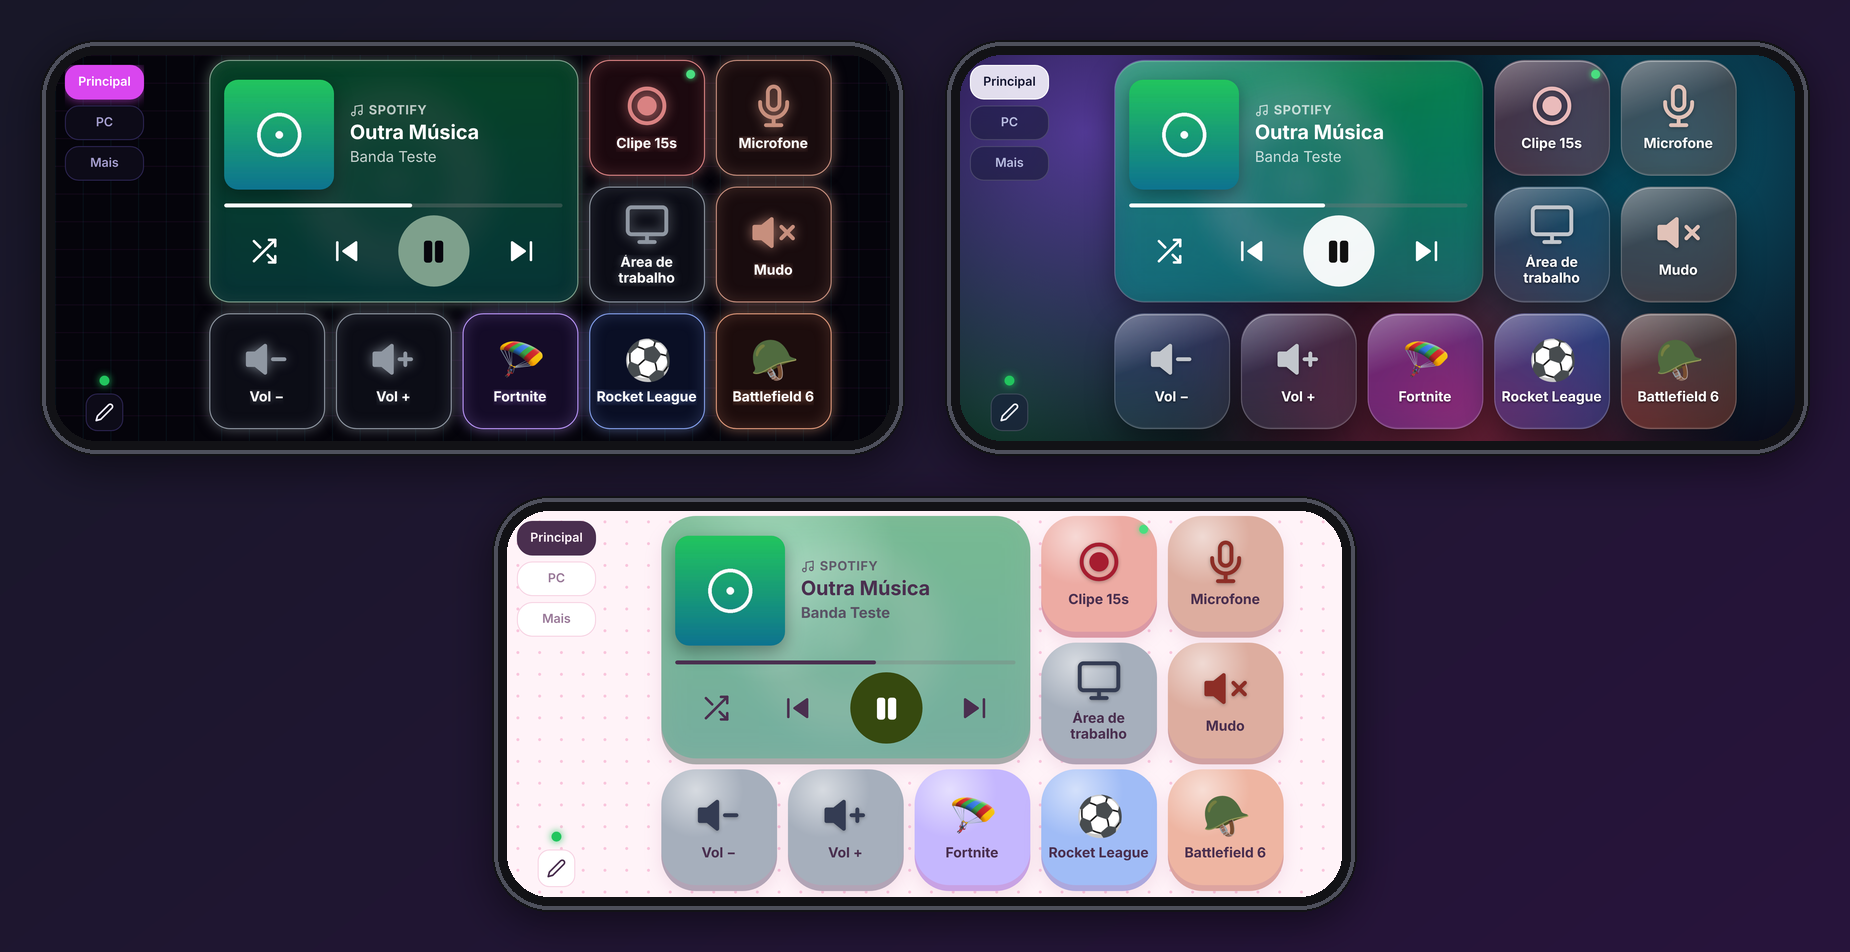 Principal
PC
Mais
SPOTIFY
Outra Música
Banda Teste
Clipe 15s
Microfone
Área de
trabalho
Mudo
Vol −
Vol +
Fortnite
Rocket League
Battlefield 6
Principal
PC
Mais
SPOTIFY
Outra Música
Banda Teste
Clipe 15s
Microfone
Área de
trabalho
Mudo
Vol −
Vol +
Fortnite
Rocket League
Battlefield 6
Principal
PC
Mais
SPOTIFY
Outra Música
Banda Teste
Clipe 15s
Microfone
Área de
trabalho
Mudo
Vol −
Vol +
Fortnite
Rocket League
Battlefield 6